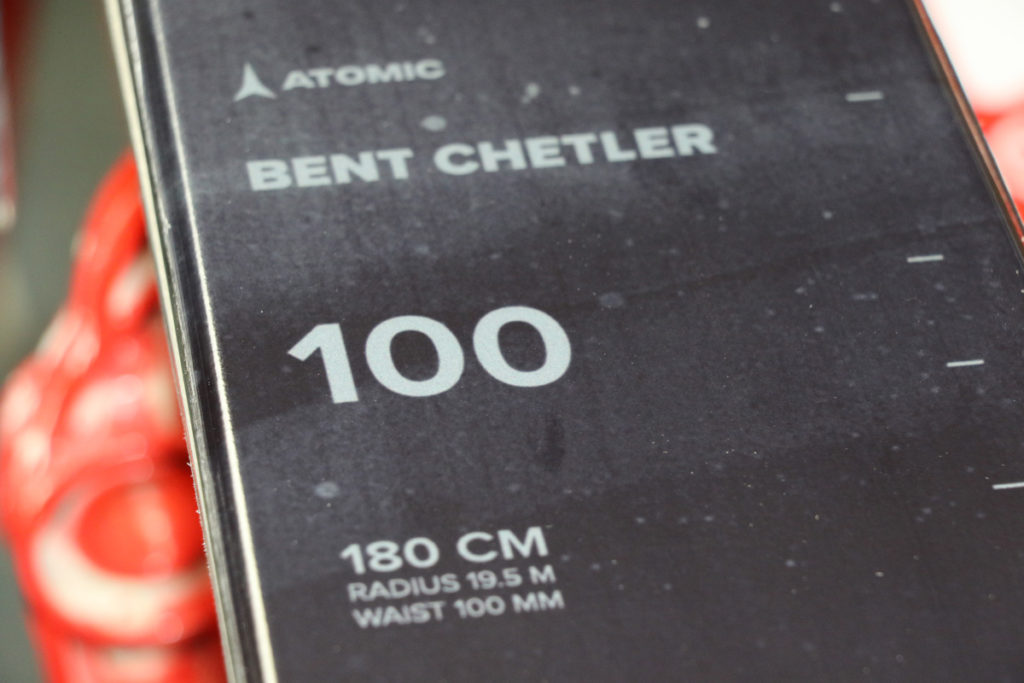 ATOMIC
BENT CHETLER
100
180 CM
RADIUS 19.5 M
WAIST 100 MM